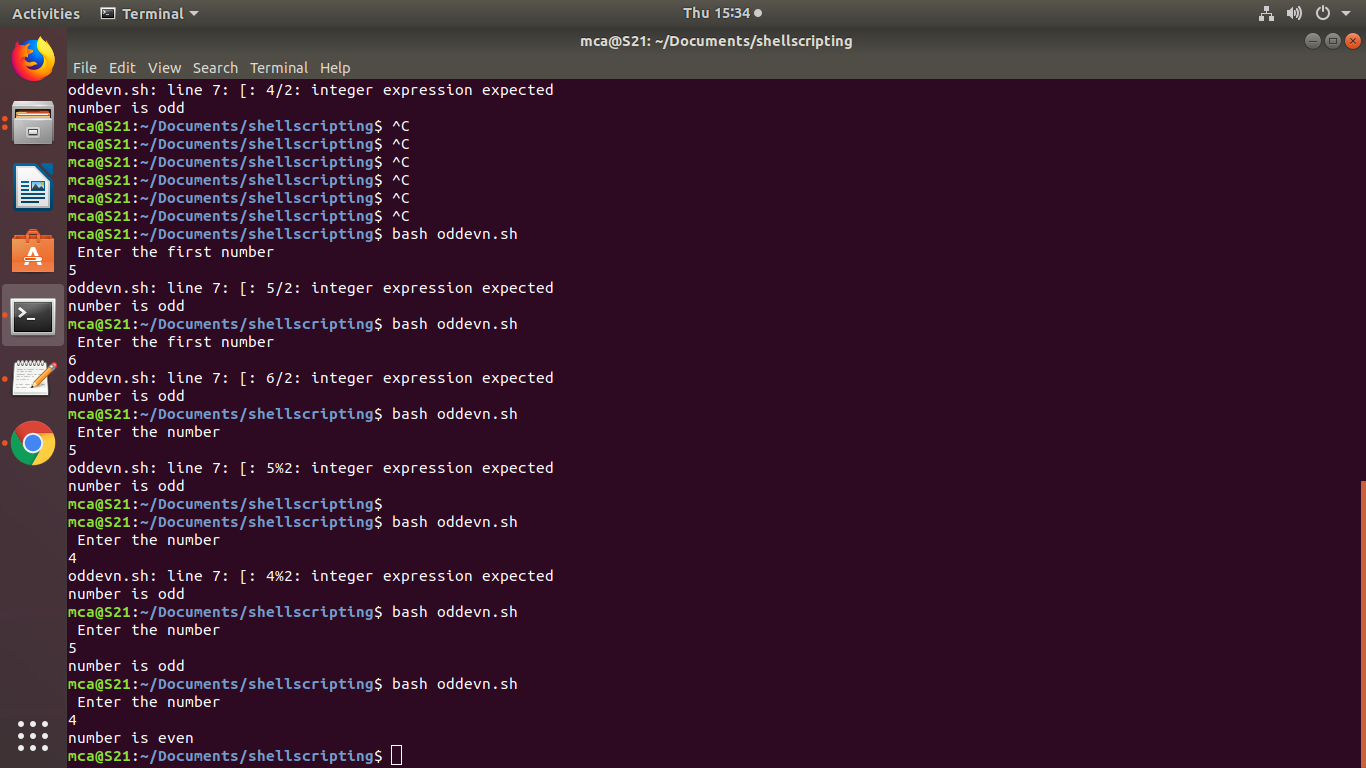 Activities Terminal Thu 15:34
mca@S21: ~/Documents/shellscripting
File Edit View Search Terminal Help
oddevn.sh: line 7: [: 4/2: integer expression expected
number is odd
mca@S21:~/Documents/shellscripting$ ^C
mca@S21:~/Documents/shellscripting$ ^C
mca@S21:~/Documents/shellscripting$ ^C
mca@S21:~/Documents/shellscripting$ ^C
mca@S21:~/Documents/shellscripting$ ^C
mca@S21:~/Documents/shellscripting$ ^C
mca@S21:~/Documents/shellscripting$ bash oddevn.sh
 Enter the first number
5
oddevn.sh: line 7: [: 5/2: integer expression expected
number is odd
mca@S21:~/Documents/shellscripting$ bash oddevn.sh
 Enter the first number
6
oddevn.sh: line 7: [: 6/2: integer expression expected
number is odd
mca@S21:~/Documents/shellscripting$ bash oddevn.sh
 Enter the number
5
oddevn.sh: line 7: [: 5%2: integer expression expected
number is odd
mca@S21:~/Documents/shellscripting$
mca@S21:~/Documents/shellscripting$ bash oddevn.sh
 Enter the number
4
oddevn.sh: line 7: [: 4%2: integer expression expected
number is odd
mca@S21:~/Documents/shellscripting$ bash oddevn.sh
 Enter the number
5
number is odd
mca@S21:~/Documents/shellscripting$ bash oddevn.sh
 Enter the number
4
number is even
mca@S21:~/Documents/shellscripting$